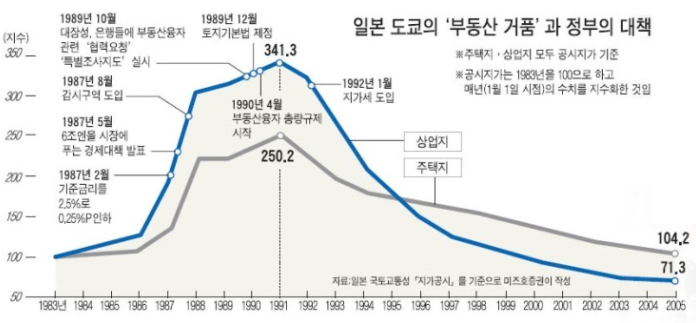 일본 도쿄의 '부동산 거품' 과 정부의 대책
※주택지·상업지 모두 공시지가 기준
※공시지가는 1983년을 100으로 하고
매년(1월 1일 시점)의 수치를 지수화한 것임
(지수)
350
300
250
200
150
100
50
1989년 10월
대장성, 은행들에 부동산융자
관련 '협력요청'
'특별조사지도' 실시
1987년 8월
감시구역 도입
1987년 5월
6조엔을 시장에
푸는 경제대책 발표
1987년 2월
기준금리를
2.5%로
0.25%P인하
1989년 12월
토지기본법 제정
341.3
1990년 4월
부동산융자 총량규제
시작
250.2
1992년 1월
지가세 도입
상업지
주택지
104.2
71.3
자료:일본 국토교통성 「지가공시」를 기준으로 미즈호증권이 작성
1983년 1984 1985 1986 1987 1988 1989 1990 1991 1992 1993 1994 1995 1996 1997 1998 1999 2000 2001 2002 2003 2004 2005